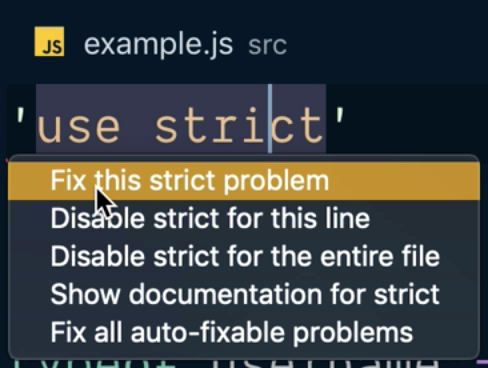 JS example.js src
'use strict'
Fix this strict problem
Disable strict for this line
Disable strict for the entire file
Show documentation for strict
Fix all auto-fixable problems